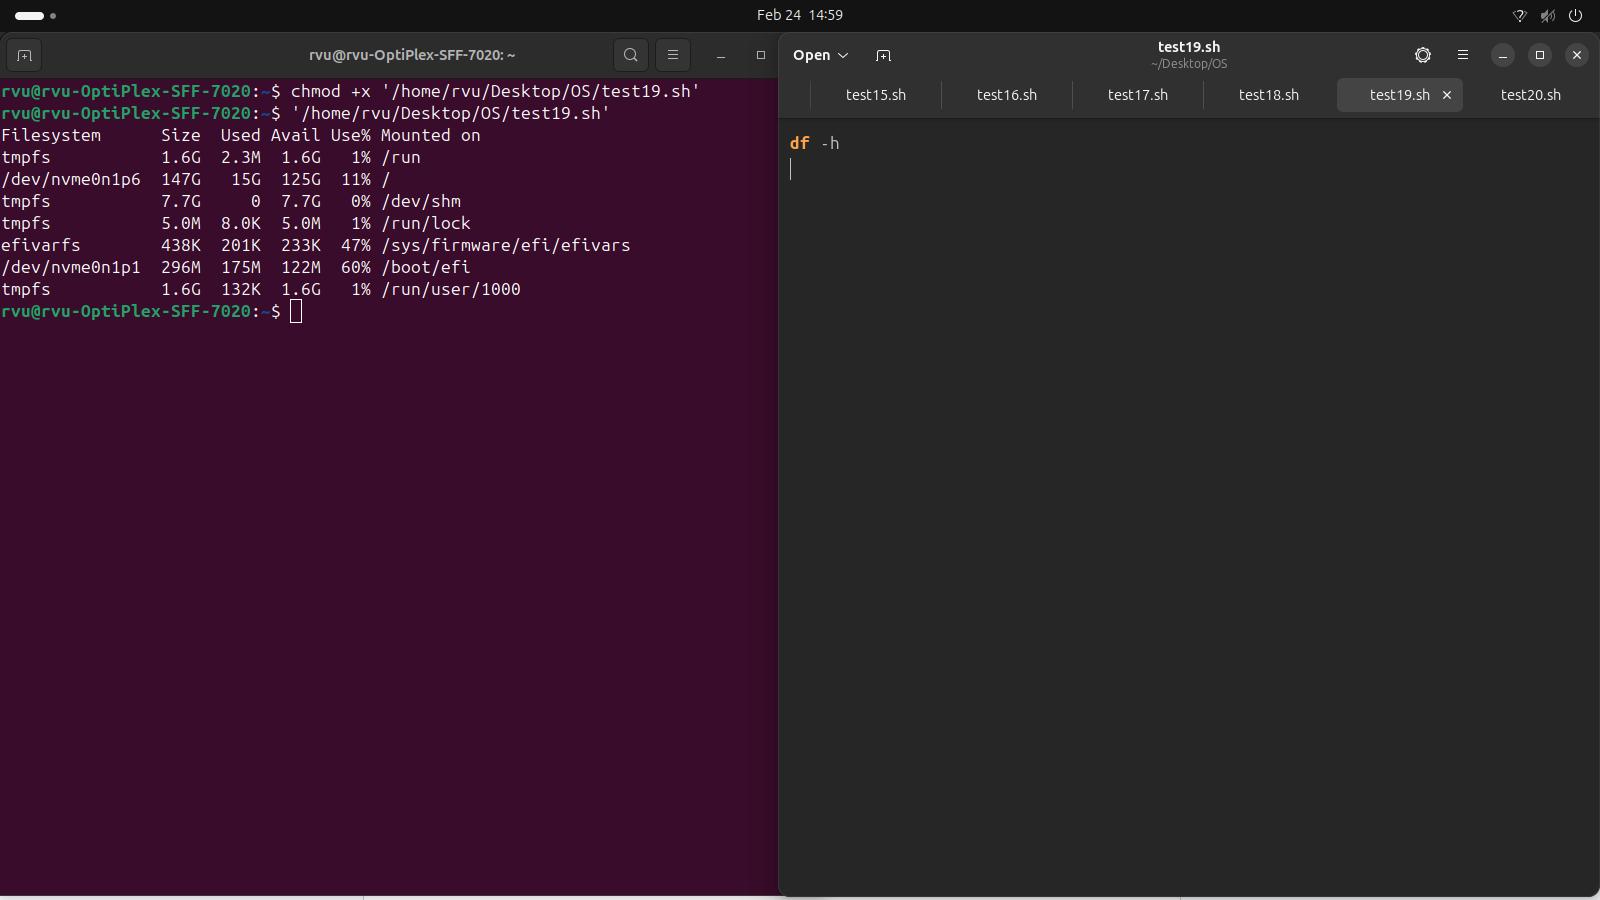 Feb 24 14:59
rvu@rvu-OptiPlex-SFF-7020: ~
rvu@rvu-OptiPlex-SFF-7020:~$ chmod +x '/home/rvu/Desktop/OS/test19.sh'
rvu@rvu-OptiPlex-SFF-7020:~$ '/home/rvu/Desktop/OS/test19.sh'
Filesystem      Size  Used Avail Use% Mounted on
tmpfs           1.6G  2.3M  1.6G   1% /run
/dev/nvme0n1p6  147G   15G  125G  11% /
tmpfs           7.7G     0  7.7G   0% /dev/shm
tmpfs           5.0M  8.0K  5.0M   1% /run/lock
efivarfs        438K  201K  233K  47% /sys/firmware/efi/efivars
/dev/nvme0n1p1  296M  175M  122M  60% /boot/efi
tmpfs           1.6G  132K  1.6G   1% /run/user/1000
rvu@rvu-OptiPlex-SFF-7020:~$
Open
test19.sh
~/Desktop/OS
test15.sh test16.sh test17.sh test18.sh test19.sh test20.sh
df -h